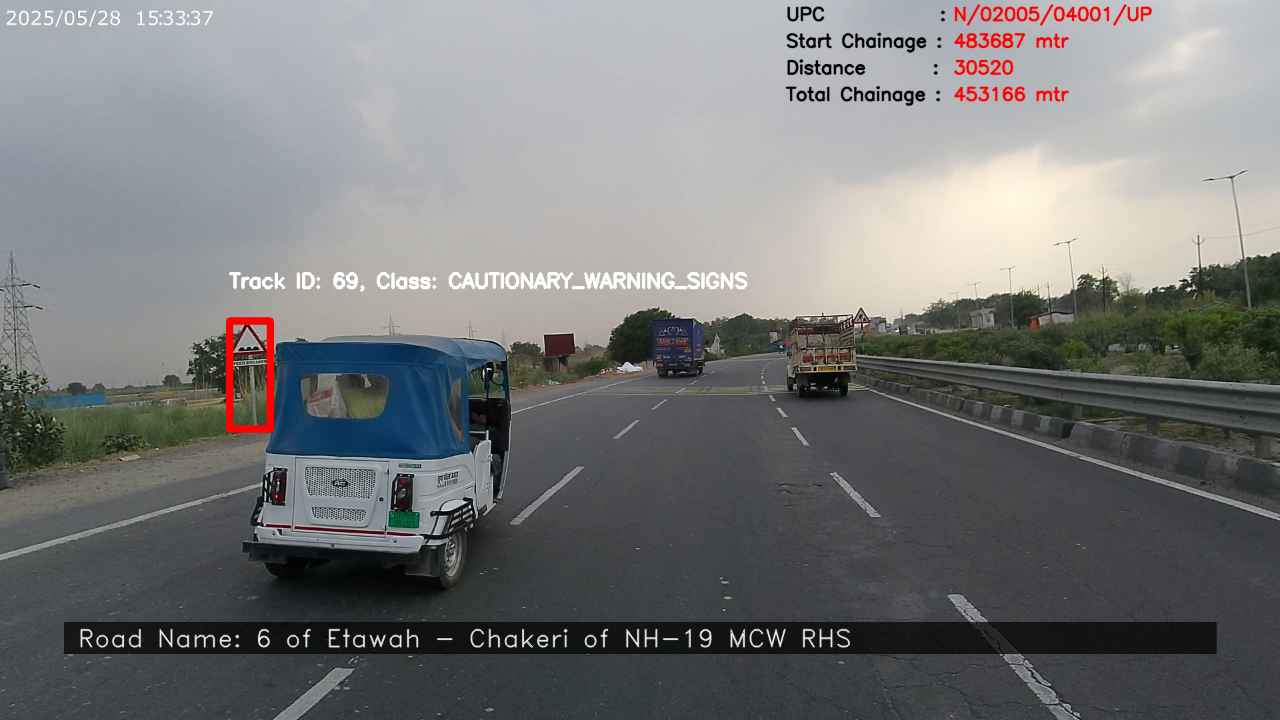 2025/05/28 15:33:37
UPC : N/02005/04001/UP
Start Chainage : 483687 mtr
Distance : 30520
Total Chainage : 453166 mtr
Track ID: 69, Class: CAUTIONARY_WARNING_SIGNS
Road Name: 6 of Etawah - Chakeri of NH-19 MCW RHS